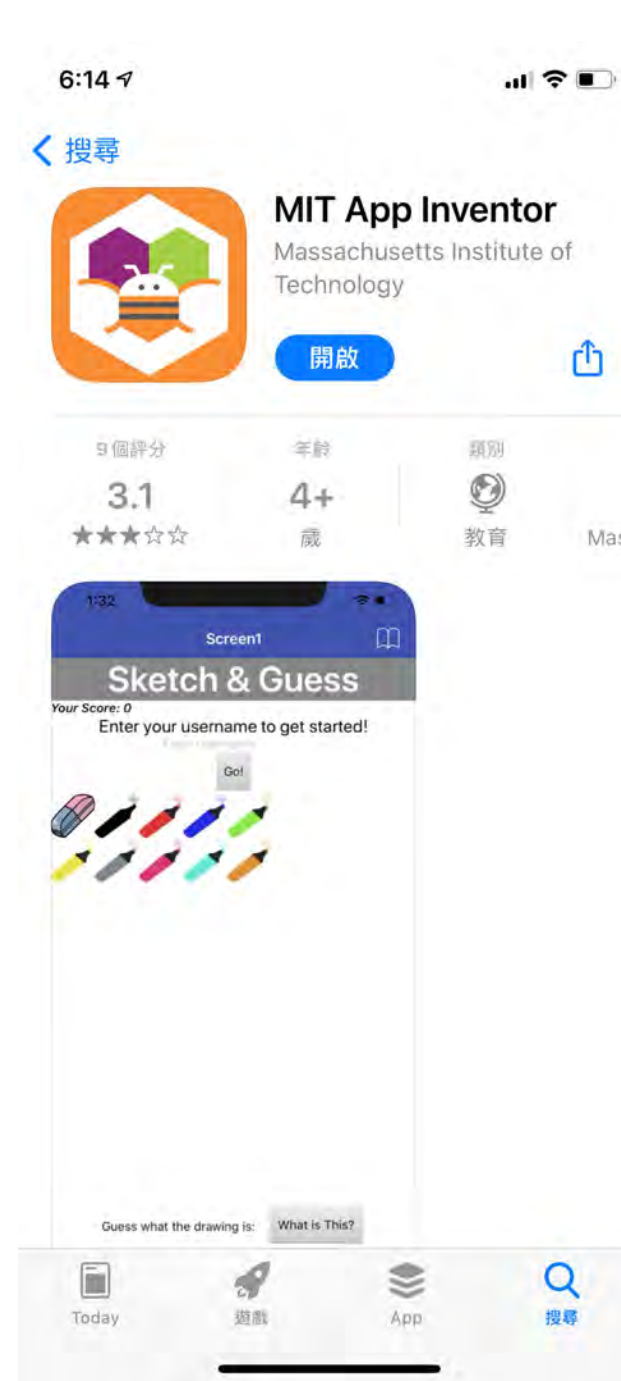 6:14
搜尋
MIT App Inventor
Massachusetts Institute of
Technology
開啟
9 個評分
年齡
類別
3.1
4+
歲
教育
Mas
1:32
Screen1
Sketch & Guess
Your Score: 0
Enter your username to get started!
Go!
Guess what the drawing is:
What is This?
Today
遊戲
App
搜尋